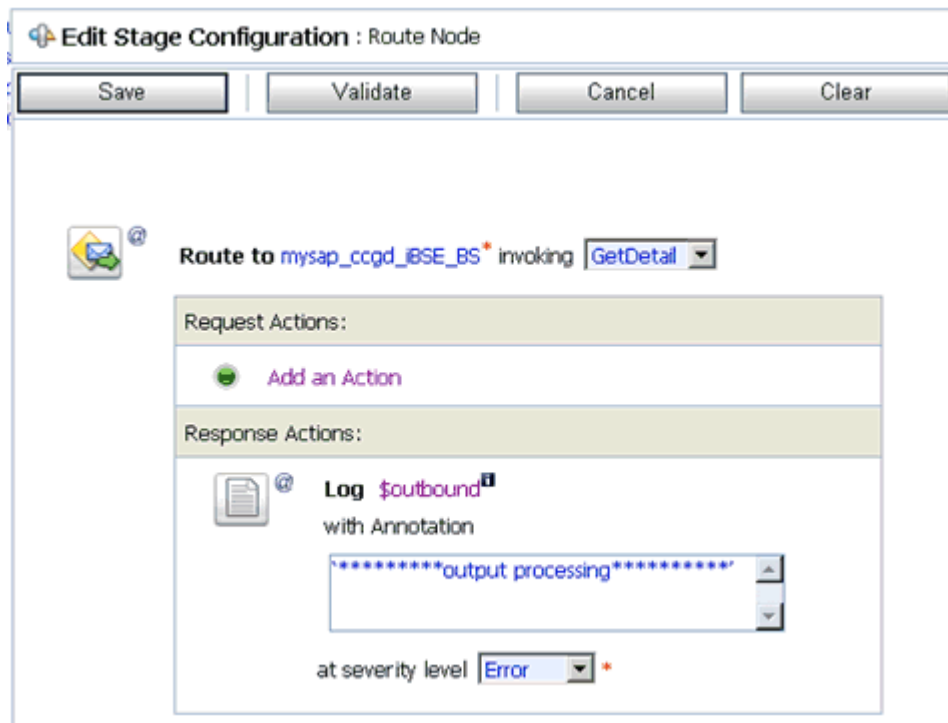 Edit Stage Configuration : Route Node
Save Validate Cancel Clear
@
Route to mysap_ccgd_iBSE_BS* invoking GetDetail
Request Actions:
Add an Action
Response Actions:
@ Log $outbound
with Annotation
'*********output processing**********'
at severity level Error *